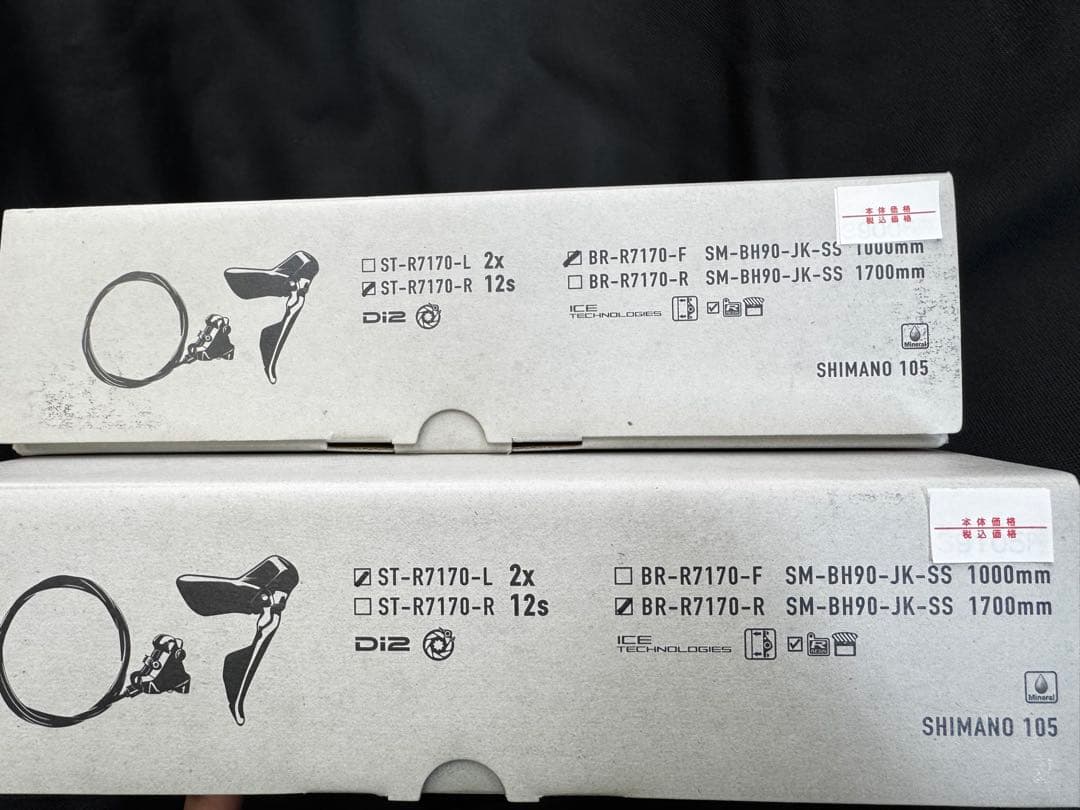 本体価格
税込価格
ST-R7170-L 2x
ST-R7170-R 12s
BR-R7170-F SM-BH90-JK-SS 1000mm
BR-R7170-R SM-BH90-JK-SS 1700mm
Di2
ICE
TECHNOLOGIES
Mineral
SHIMANO 105
本体価格
税込価格
ST-R7170-L 2x
ST-R7170-R 12s
BR-R7170-F SM-BH90-JK-SS 1000mm
BR-R7170-R SM-BH90-JK-SS 1700mm
Di2
ICE
TECHNOLOGIES
Mineral
SHIMANO 105